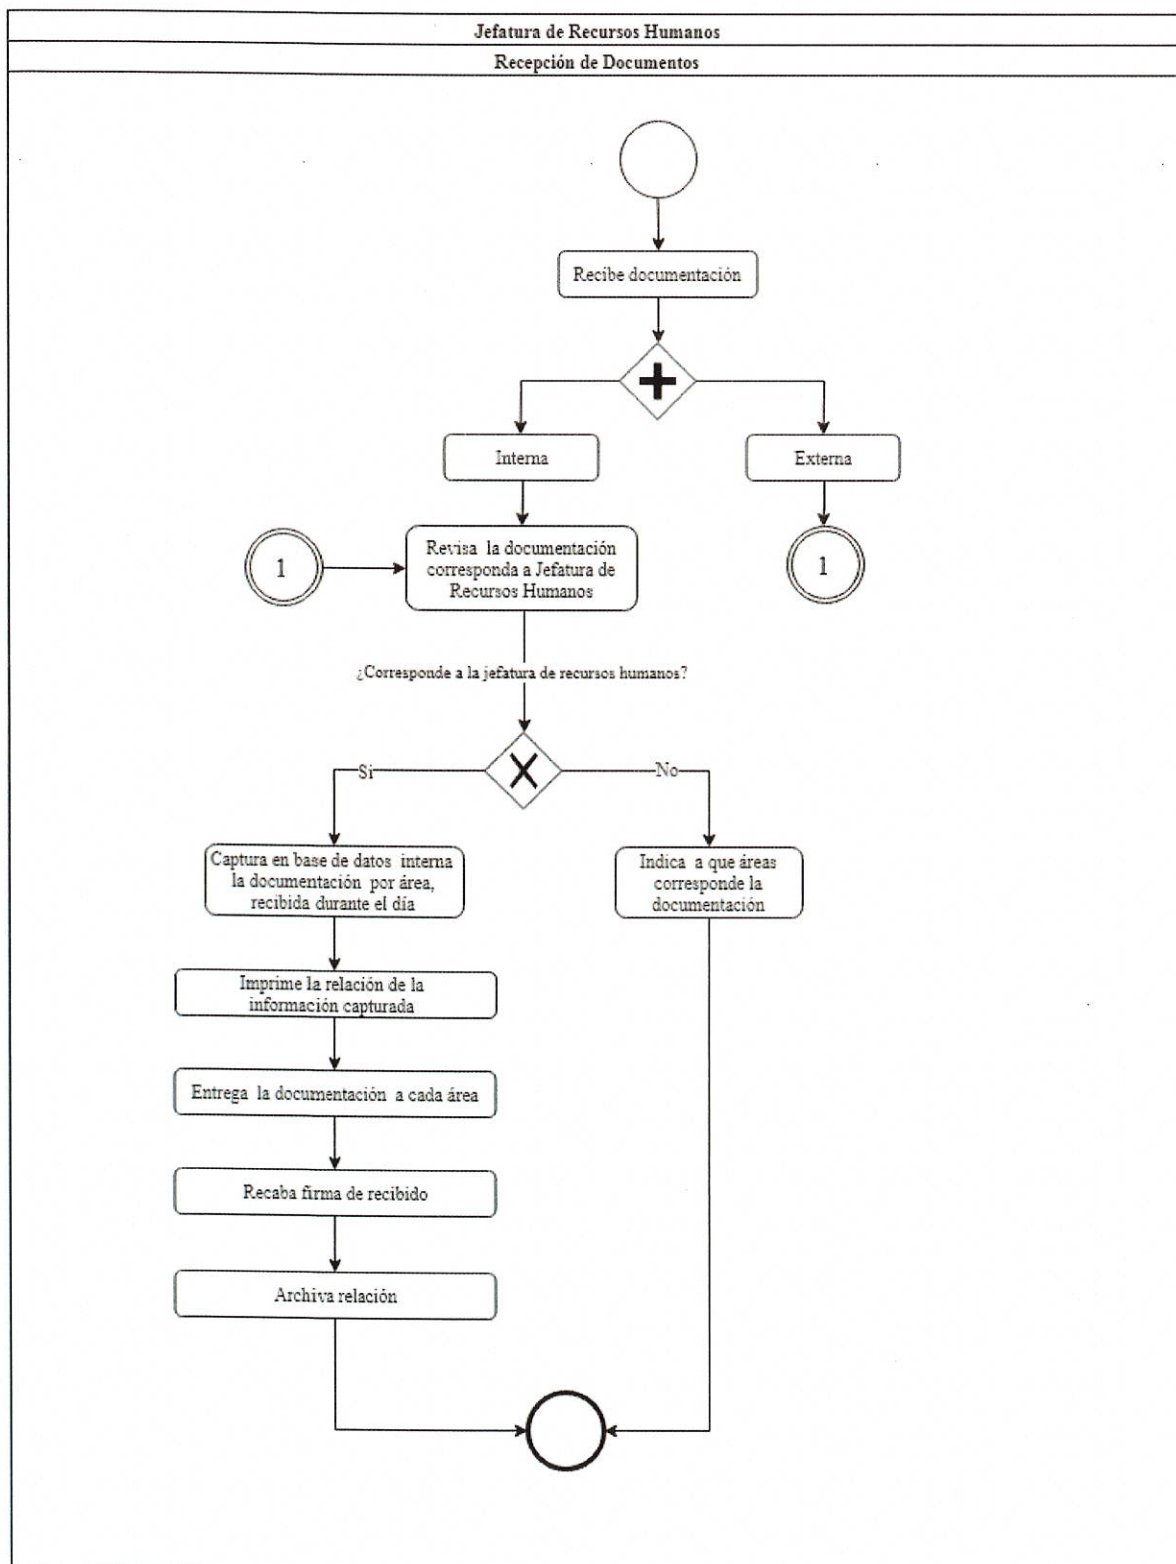 Jefatura de Recursos Humanos
Recepción de Documentos
Recibe documentación
Interna
Externa
1
Revisa la documentación
corresponda a Jefatura de
Recursos Humanos
1
¿Corresponde a la jefatura de recursos humanos?
Si
No
Captura en base de datos interna
la documentación por área,
recibida durante el día
Indica a que áreas
corresponde la
documentación
Imprime la relación de la
información capturada
Entrega la documentación a cada área
Recaba firma de recibido
Archiva relación